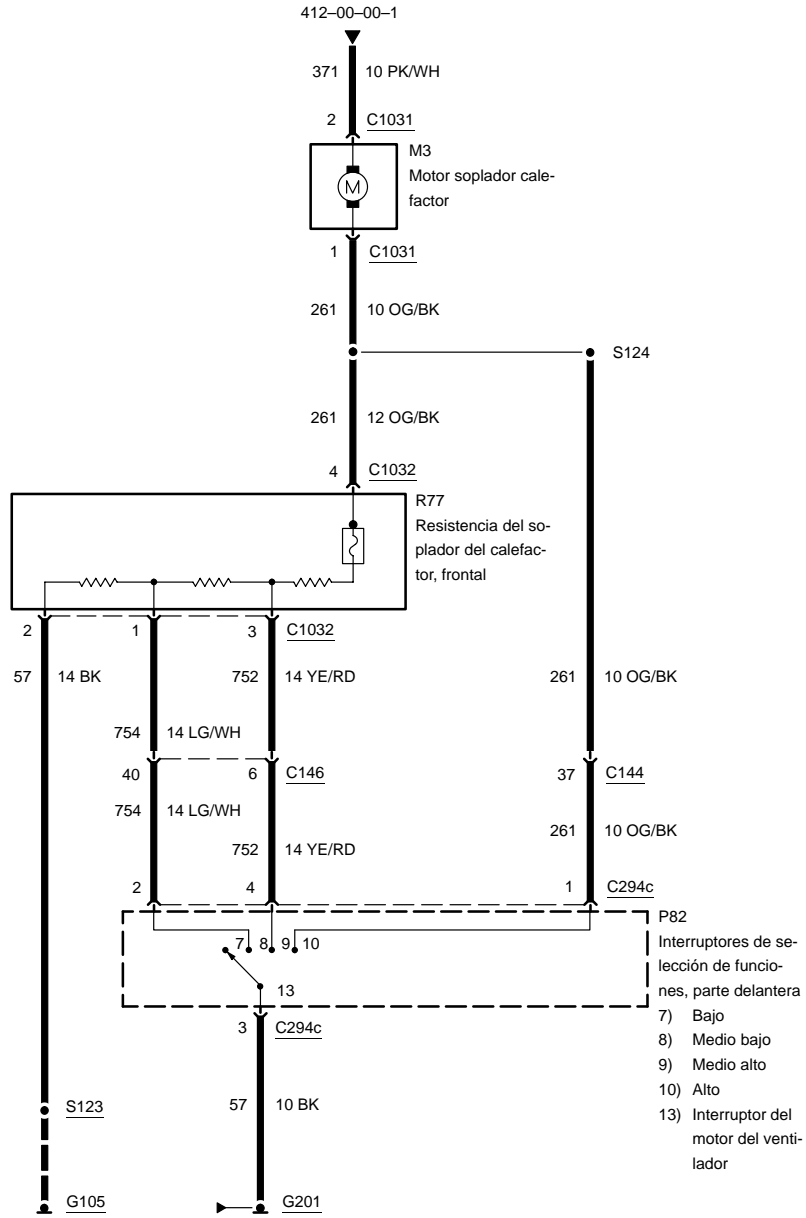 412–00–00–1
371 10 PK/WH
2 C1031
M3
Motor soplador cale-
factor
M
1 C1031
261 10 OG/BK
S124
261 12 OG/BK
4 C1032
R77
Resistencia del so-
plador del calefac-
tor, frontal
2 1 3 C1032
57 14 BK 752 14 YE/RD 261 10 OG/BK
754 14 LG/WH
40 6 C146 37 C144
754 14 LG/WH
261 10 OG/BK
752 14 YE/RD
2 4 1 C294c
P82
Interruptores de se-
lección de funcio-
nes, parte delantera
7) Bajo
8) Medio bajo
9) Medio alto
10) Alto
13) Interruptor del
motor del venti-
lador
7 8 9 10
13
3 C294c
57 10 BK
S123
G105
G201